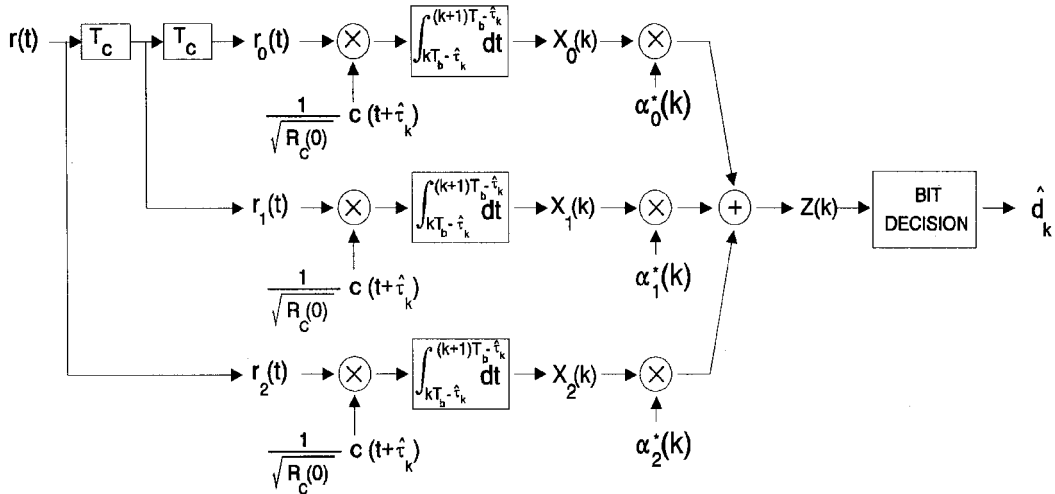 r(t) T_c T_c r_0(t) × ∫_{kT_b-τ̂_k}^{(k+1)T_b-τ̂_k} dt X_0(k) × 
1/√R_c(0) c(t+τ̂_k) α_0^*(k)
r_1(t) × ∫_{kT_b-τ̂_k}^{(k+1)T_b-τ̂_k} dt X_1(k) × + Z(k) BIT DECISION d̂_k
1/√R_c(0) c(t+τ̂_k) α_1^*(k)
r_2(t) × ∫_{kT_b-τ̂_k}^{(k+1)T_b-τ̂_k} dt X_2(k) ×
1/√R_c(0) c(t+τ̂_k) α_2^*(k)